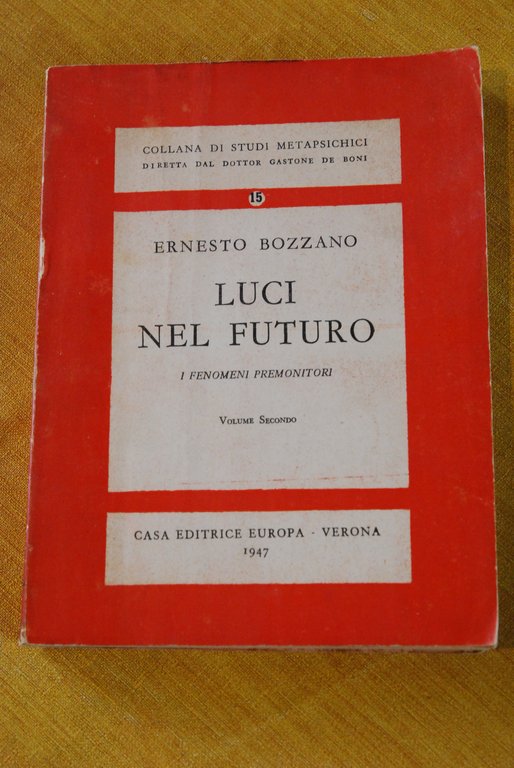 COLLANA DI STUDI METAPSICHICI
DIRETTA DAL DOTTOR GASTONE DE BONI
15
ERNESTO BOZZANO
LUCI
NEL FUTURO
I FENOMENI PREMONITORI
VOLUME SECONDO
CASA EDITRICE EUROPA - VERONA
1947